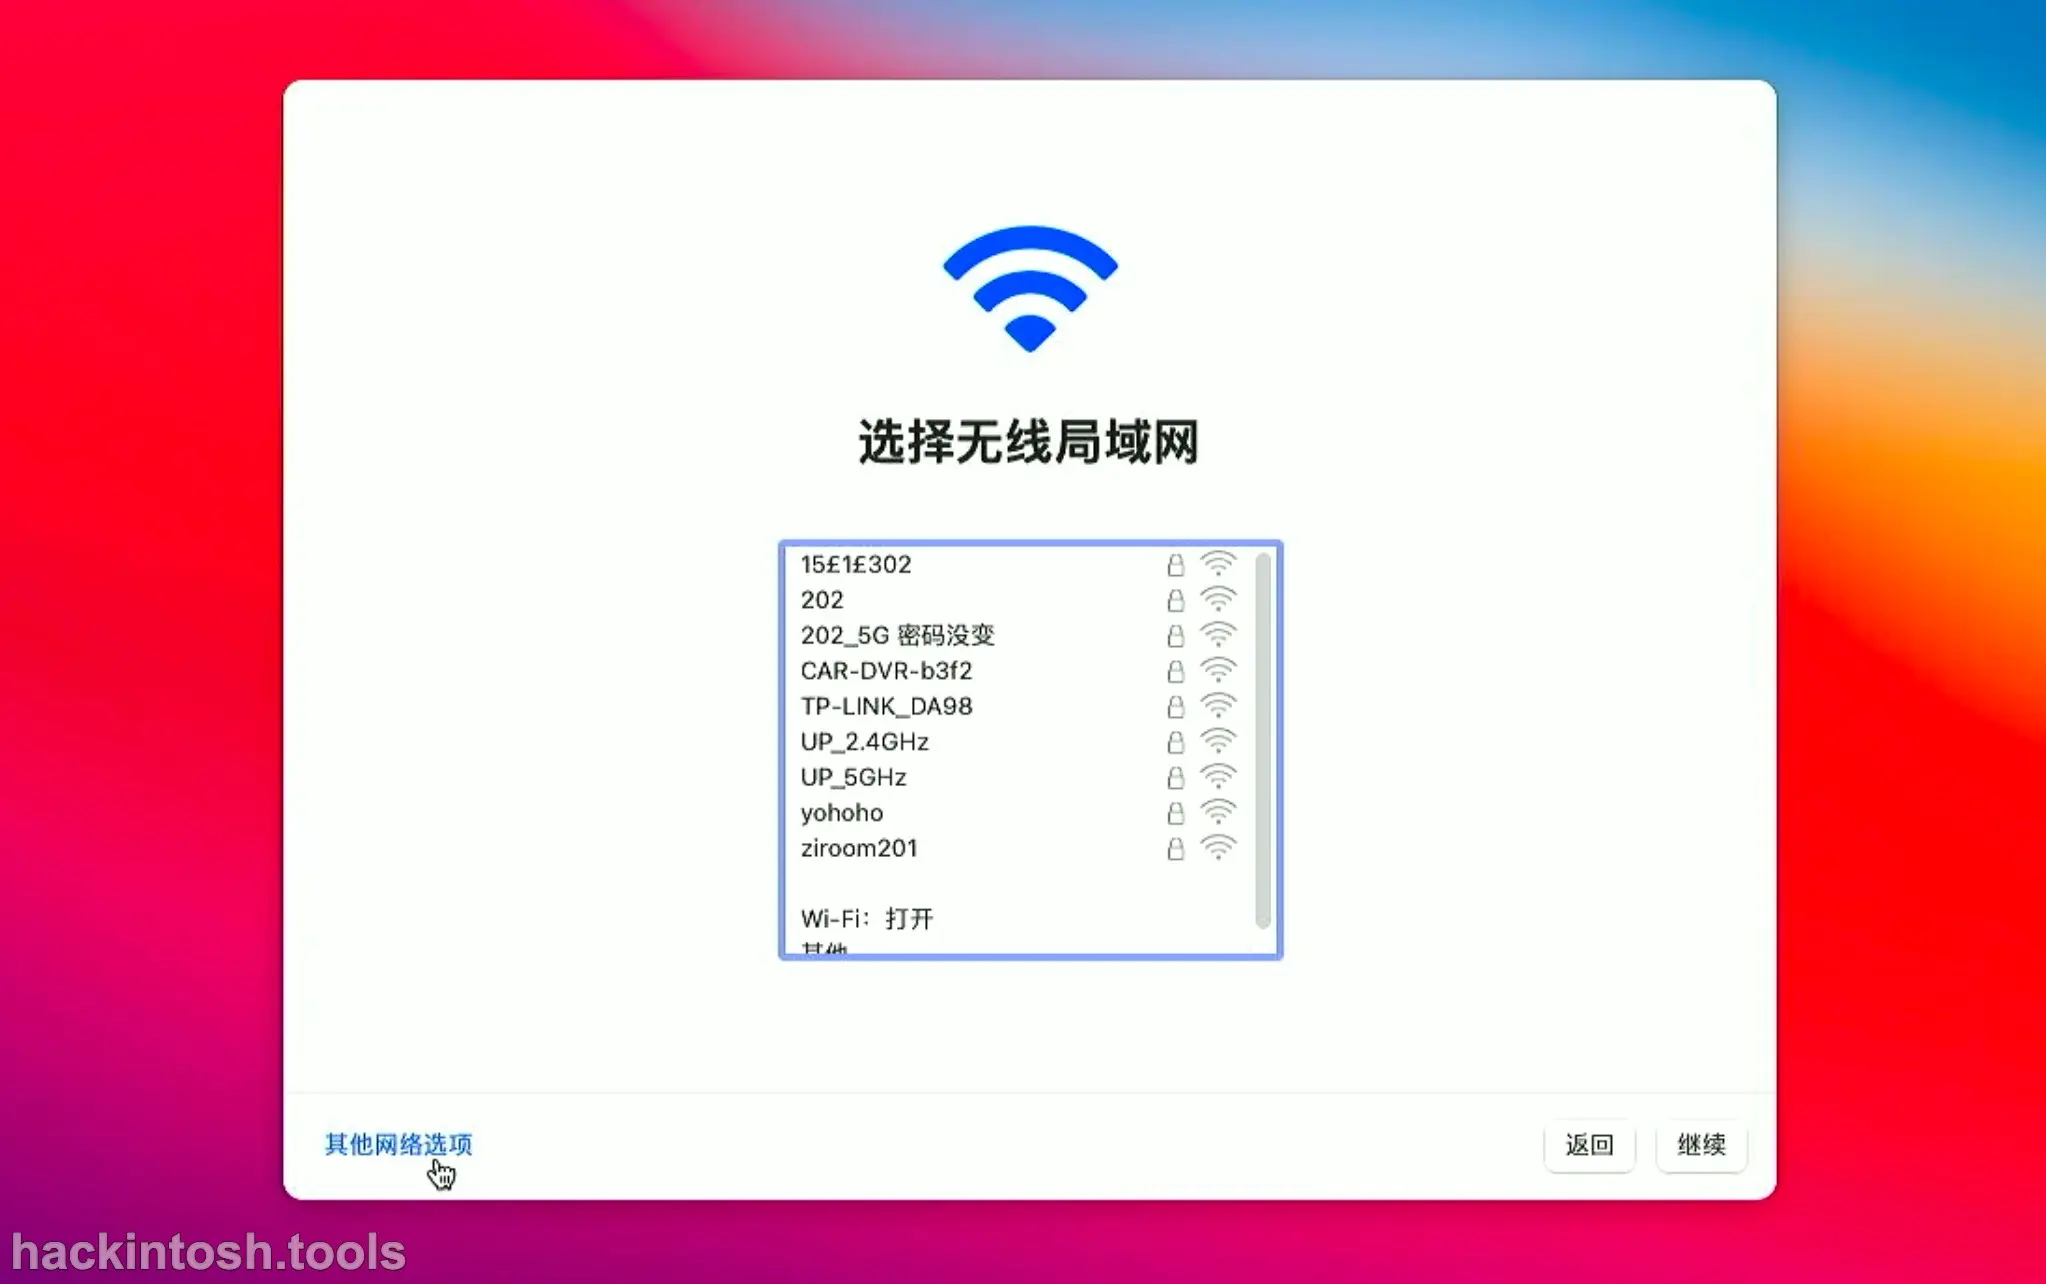 选择无线局域网
15£1£302
202
202_5G 密码没变
CAR-DVR-b3f2
TP-LINK_DA98
UP_2.4GHz
UP_5GHz
yohoho
ziroom201
Wi-Fi：打开
其他
其他网络选项
返回
继续
hackintosh.tools